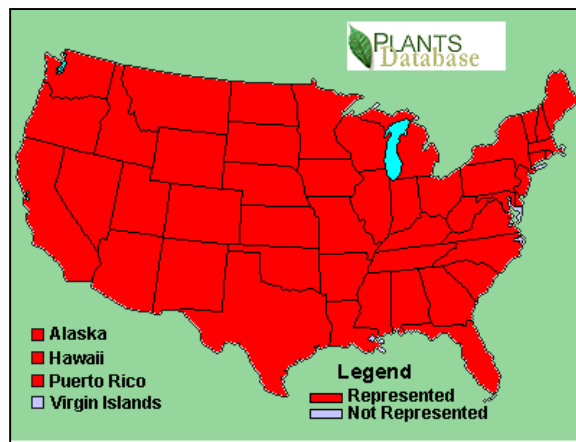 PLANTS
Database
Alaska
Hawaii
Puerto Rico
Virgin Islands
Legend
Represented
Not Represented